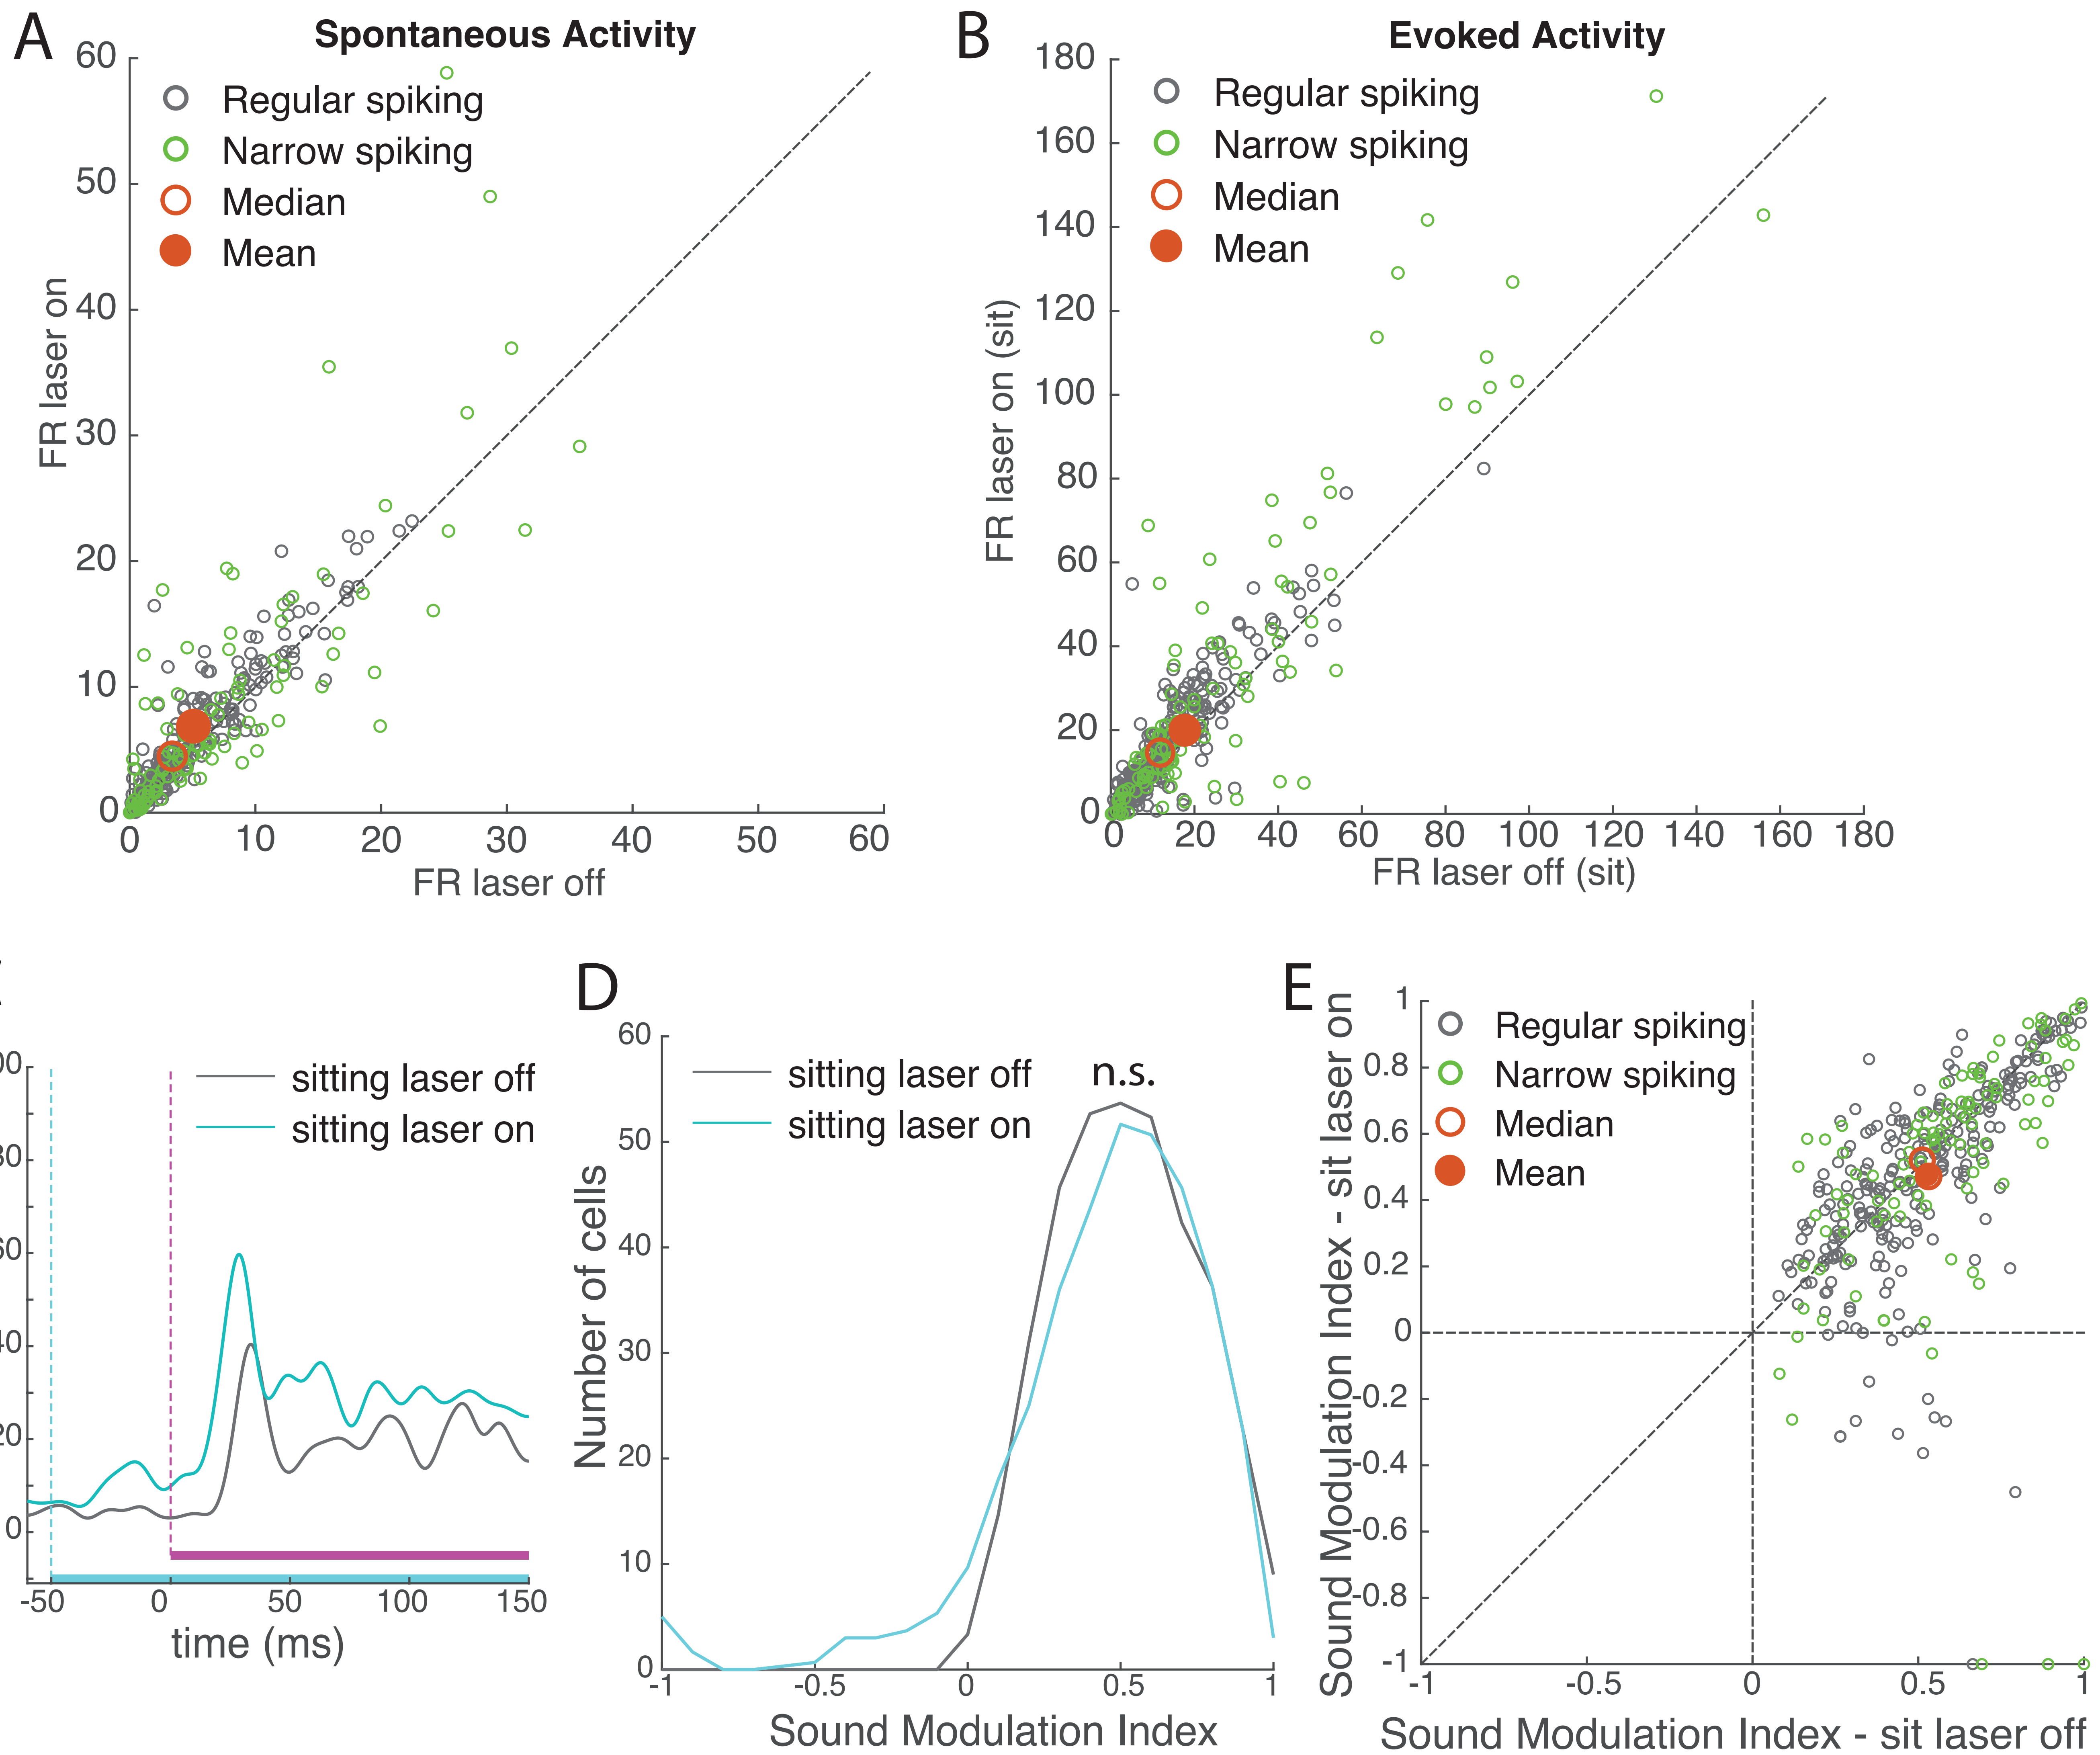 A
Spontaneous Activity
60
50
40
30
20
10
0
FR laser on
Regular spiking
Narrow spiking
Median
Mean
0 10 20 30 40 50 60
FR laser off
B
Evoked Activity
180
160
140
120
100
80
60
40
20
0
FR laser on (sit)
Regular spiking
Narrow spiking
Median
Mean
0 20 40 60 80 100 120 140 160 180
FR laser off (sit)
sitting laser off
sitting laser on
20
0
-50 0 50 100 150
time (ms)
D
60
50
40
30
20
10
0
Number of cells
sitting laser off
sitting laser on
n.s.
-1 -0.5 0 0.5 1
Sound Modulation Index
E
1
0.8
0.6
0.4
0.2
0
-0.2
-0.4
-0.6
-0.8
-1
Sound Modulation Index - sit laser on
Regular spiking
Narrow spiking
Median
Mean
-1 -0.5 0 0.5 1
Sound Modulation Index - sit laser off